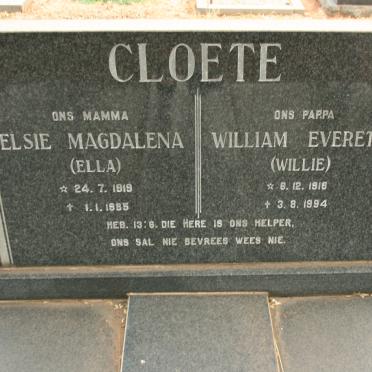 CLOETE
ONS MAMMA
ELSIE MAGDALENA
(ELLA)
☆ 24. 7. 1919
† 1. 1. 1985
ONS PAPPA
WILLIAM EVERET
(WILLIE)
☆ 6. 12. 1916
† 3. 8. 1994
HEB. 13:6. DIE HERE IS ONS HELPER,
ONS SAL NIE BEVREES WEES NIE.